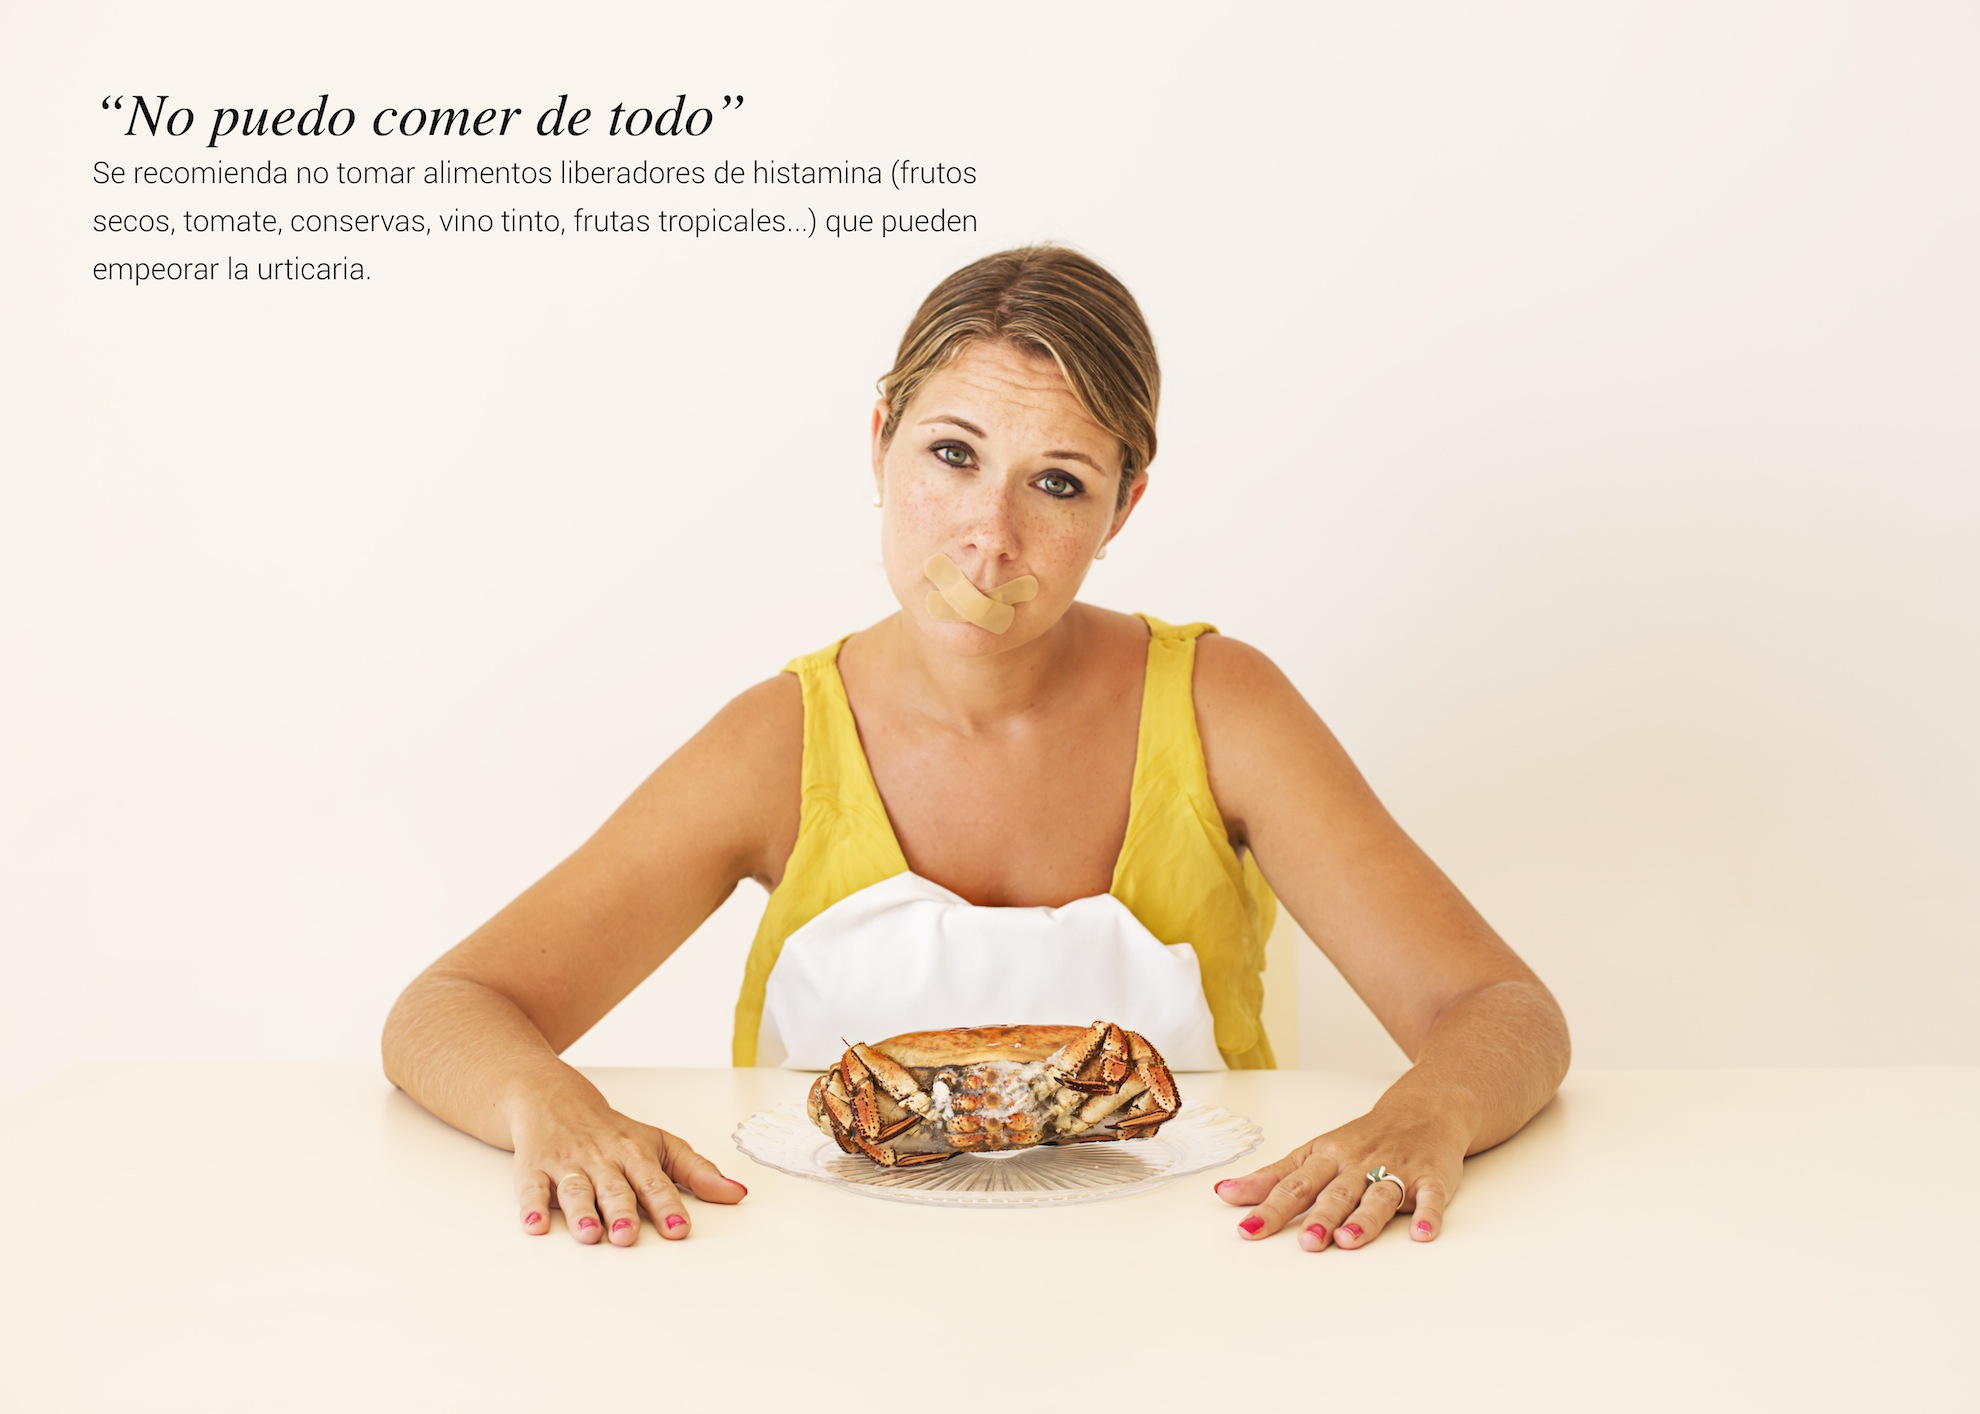 “No puedo comer de todo”
Se recomienda no tomar alimentos liberadores de histamina (frutos
secos, tomate, conservas, vino tinto, frutas tropicales...) que pueden
empeorar la urticaria.